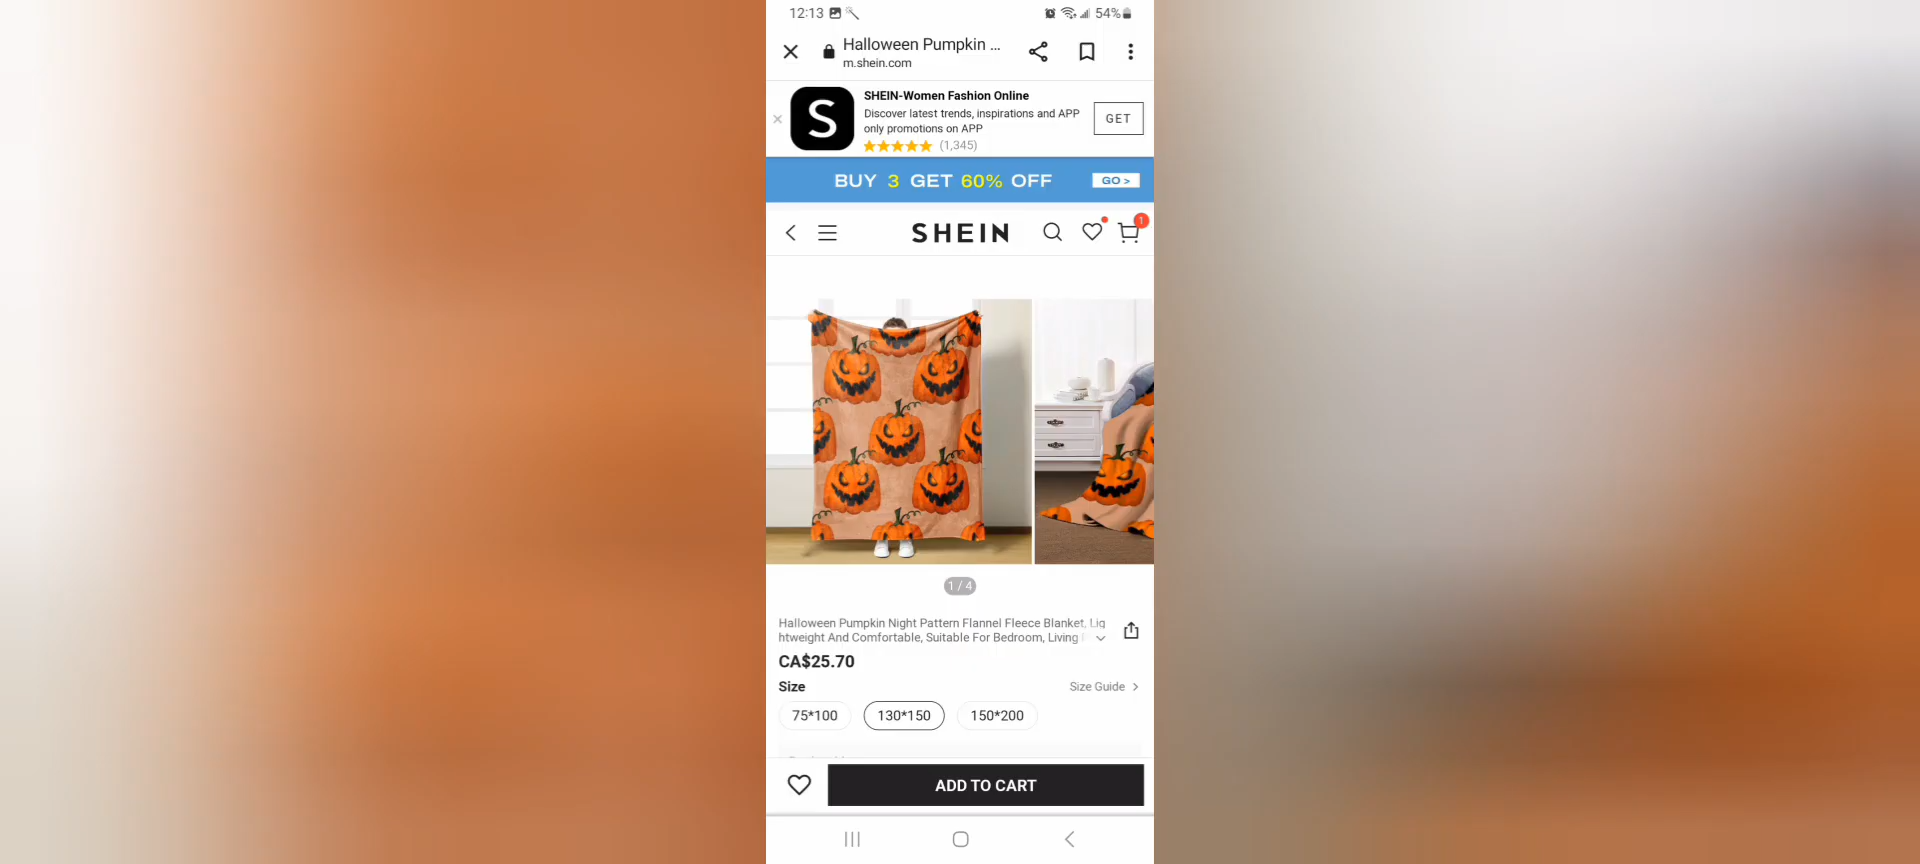 12:13
54%
Halloween Pumpkin ...
m.shein.com
SHEIN-Women Fashion Online
Discover latest trends, inspirations and APP
only promotions on APP
(1,345)
GET
S
BUY 3 GET 60% OFF
GO >
SHEIN
1
1 / 4
Halloween Pumpkin Night Pattern Flannel Fleece Blanket, Lig
htweight And Comfortable, Suitable For Bedroom, Living
CA$25.70
Size
Size Guide >
75*100
130*150
150*200
ADD TO CART